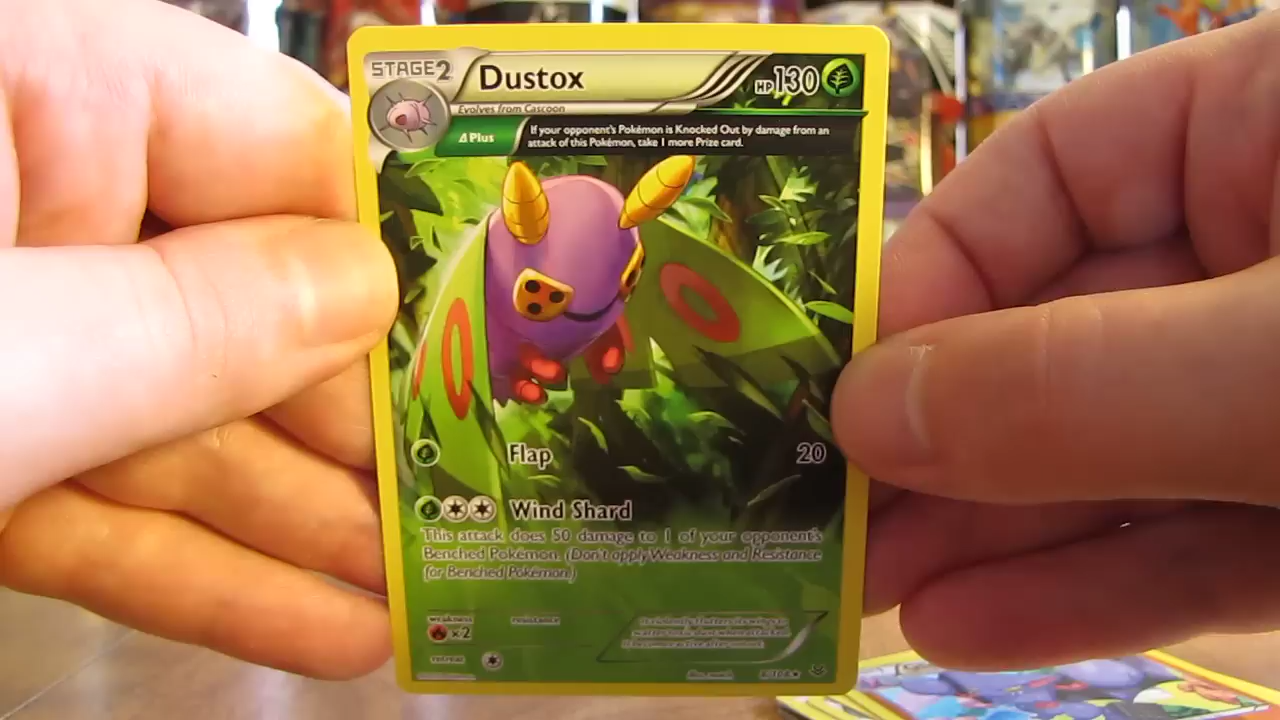 STAGE2
Dustox
HP130
Evolves from Cascoon
Δ Plus
If your opponent's Pokémon is Knocked Out by damage from an
attack of this Pokémon, take 1 more Prize card.
Flap 20
Wind Shard
This attack does 50 damage to 1 of your opponent's
Benched Pokémon. (Don't apply Weakness and Resistance
for Benched Pokémon.)
weakness resistance
×2
retreat